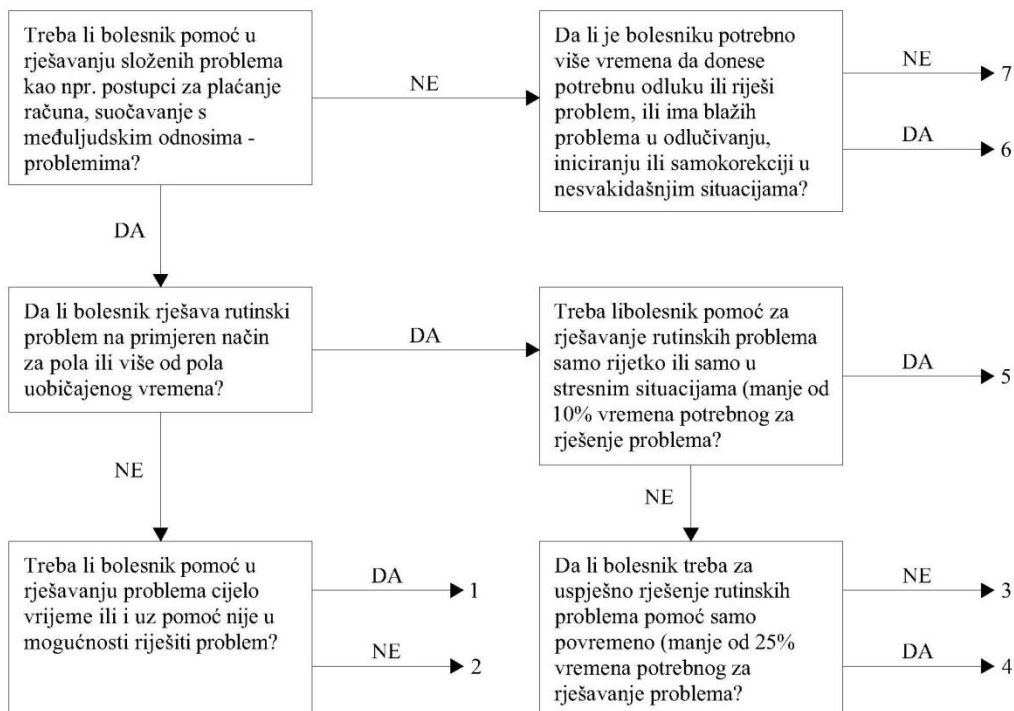 Treba li bolesnik pomoć u
rješavanju složenih problema
kao npr. postupci za plaćanje
računa, suočavanje s
međuljudskim odnosima -
problemima?
NE
Da li je bolesniku potrebno
više vremena da donese
potrebnu odluku ili riješi
problem, ili ima blažih
problema u odlučivanju,
iniciranju ili samokorekciji u
nesvakidašnjim situacijama?
NE
7
DA
6
DA
Da li bolesnik rješava rutinski
problem na primjeren način
za pola ili više od pola
uobičajenog vremena?
DA
Treba libolesnik pomoć za
rješavanje rutinskih problema
samo rijetko ili samo u
stresnim situacijama (manje od
10% vremena potrebnog za
rješenje problema?
DA
5
NE
NE
Treba li bolesnik pomoć u
rješavanju problema cijelo
vrijeme ili i uz pomoć nije u
mogućnosti riješiti problem?
DA
1
NE
2
Da li bolesnik treba za
uspješno rješenje rutinskih
problema pomoć samo
povremeno (manje od 25%
vremena potrebnog za
rješavanje problema?
NE
3
DA
4